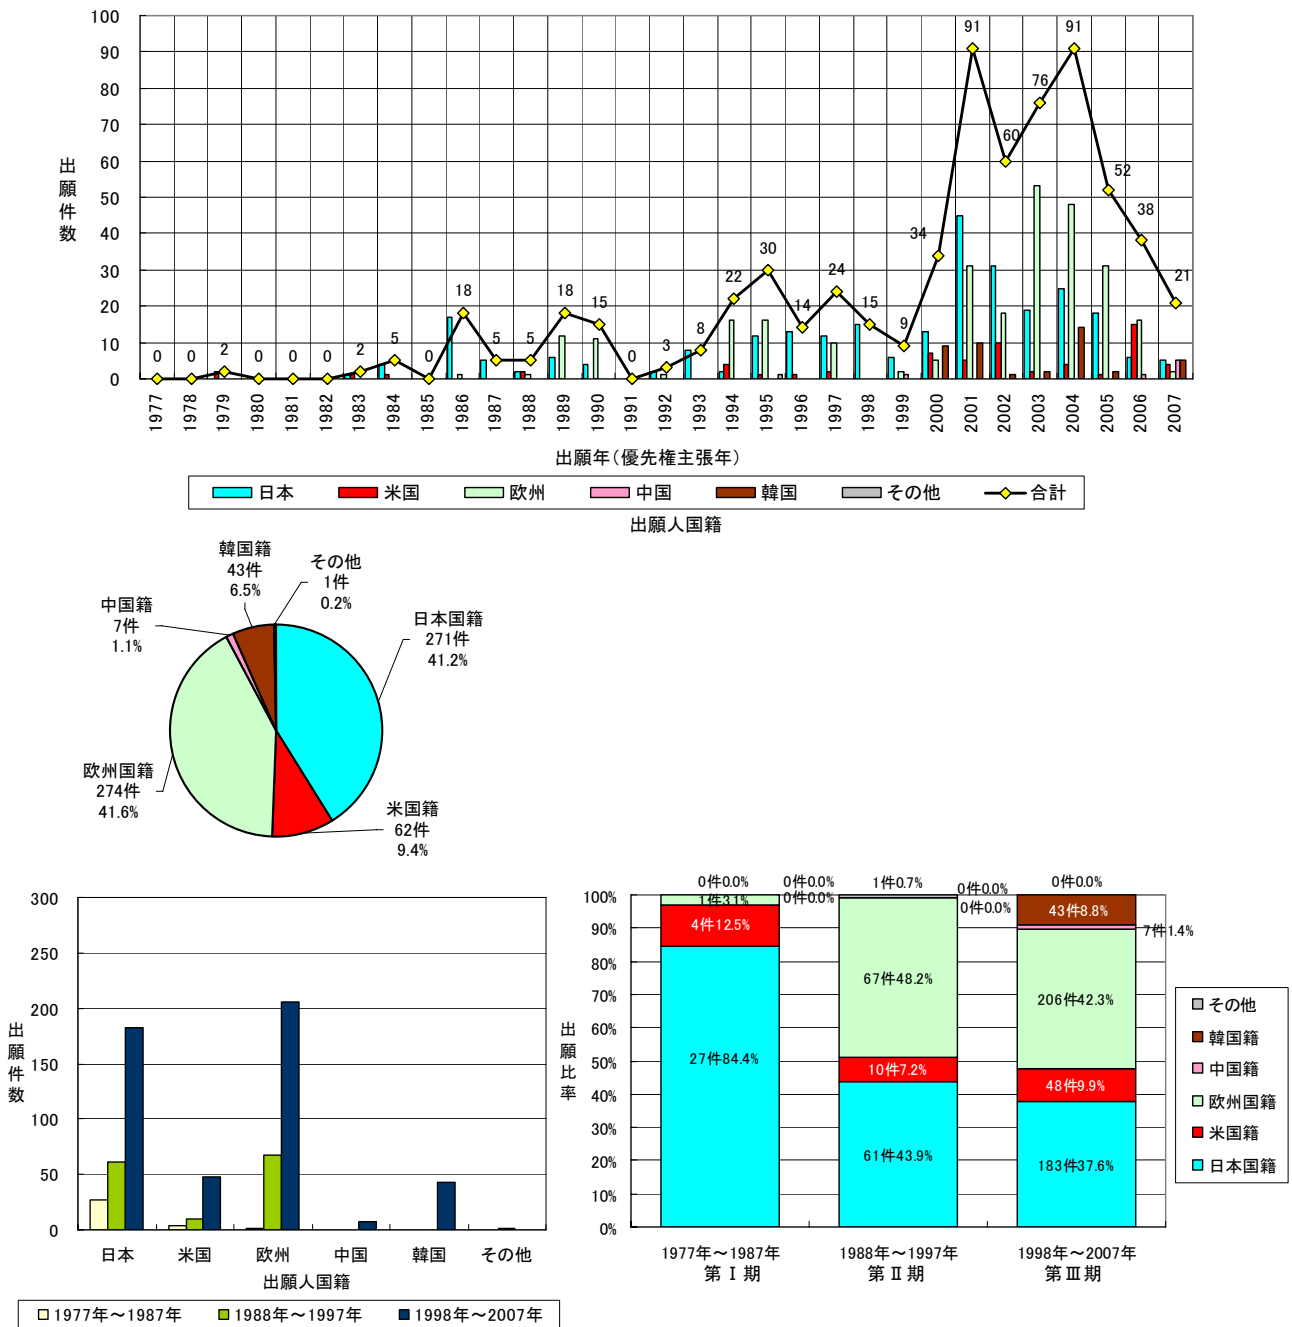 100
90
80
70
60
50
40
30
20
10
0
出願件数
0
0
2
0
0
0
2
5
0
18
5
5
18
15
0
3
8
22
30
14
24
15
9
34
91
60
76
91
52
38
21
1977
1978
1979
1980
1981
1982
1983
1984
1985
1986
1987
1988
1989
1990
1991
1992
1993
1994
1995
1996
1997
1998
1999
2000
2001
2002
2003
2004
2005
2006
2007
出願年(優先権主張年)
日本 米国 欧州 中国 韓国 その他 合計
出願人国籍
韓国籍
43件
6.5%
その他
1件
0.2%
中国籍
7件
1.1%
日本国籍
271件
41.2%
欧州国籍
274件
41.6%
米国籍
62件
9.4%
300
250
200
150
100
50
0
出願件数
日本 米国 欧州 中国 韓国 その他
出願人国籍
1977年～1987年 1988年～1997年 1998年～2007年
100%
90%
80%
70%
60%
50%
40%
30%
20%
10%
0%
出願比率
0件0.0%
0件0.0%
0件0.0%
1件3.1%
4件12.5%
27件84.4%
1件0.7%
0件0.0%
0件0.0%
67件48.2%
10件7.2%
61件43.9%
0件0.0%
43件8.8%
7件1.4%
206件42.3%
48件9.9%
183件37.6%
1977年～1987年
第Ⅰ期
1988年～1997年
第Ⅱ期
1998年～2007年
第Ⅲ期
その他
韓国籍
中国籍
欧州国籍
米国籍
日本国籍